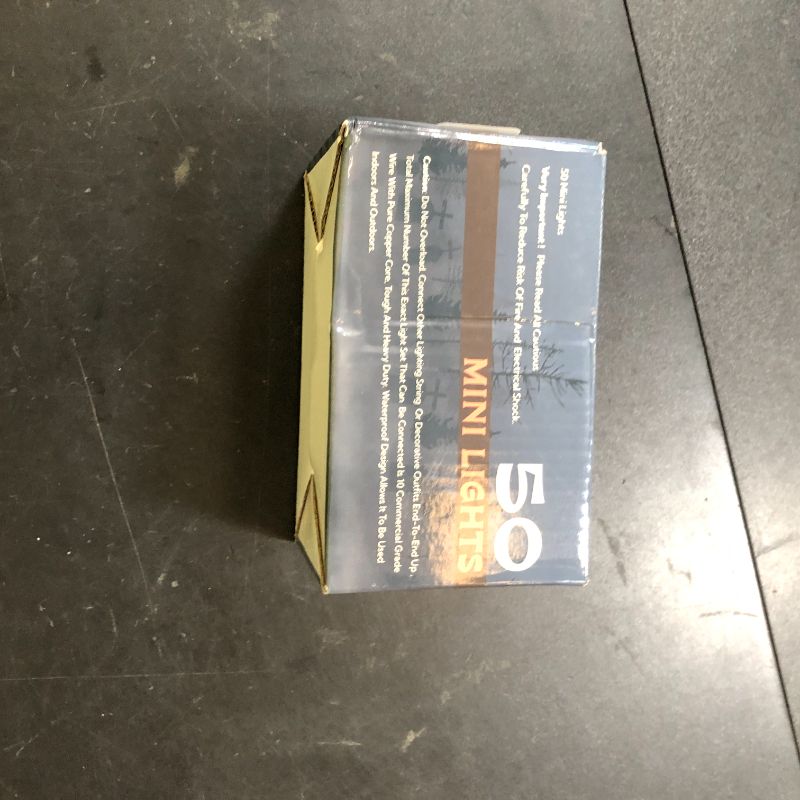 50 Mini Lights
Very Important! Please Read All Cautious
Carefully To Reduce Risk Of Fire And Electrical Shock.
50
MINI LIGHTS
Caution: Do Not Overload. Connect Other Lighting String Or Decorative Outfits End-To-End Up.
Total Maximum Number Of This Exact Light Set That Can Be Connected Is 10 Commercial Grade
Wire With Pure Copper Core, Tough And Heavy Duty. Waterproof Design Allows It To Be Used
Indoors And Outdoors.